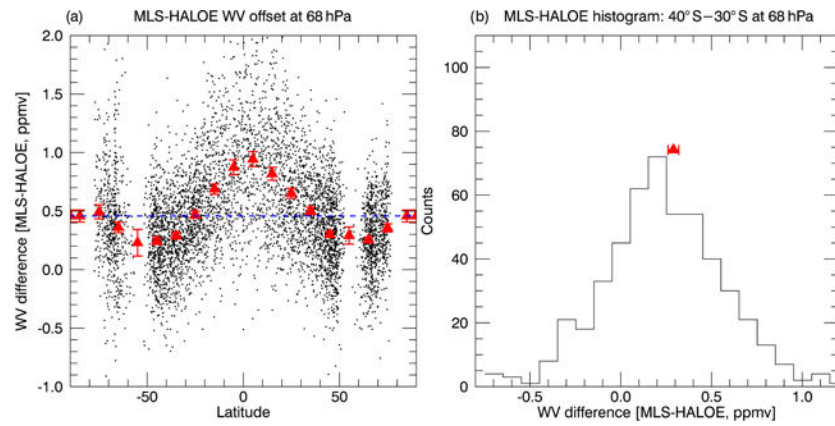 (a) MLS-HALOE WV offset at 68 hPa
2.0
1.5
1.0
0.5
0.0
-0.5
-1.0
WV difference [MLS-HALOE, ppmv]
-50 0 50
Latitude
(b) MLS-HALOE histogram: 40°S−30°S at 68 hPa
100
80
60
40
20
0
Counts
-0.5 0.0 0.5 1.0
WV difference [MLS-HALOE, ppmv]